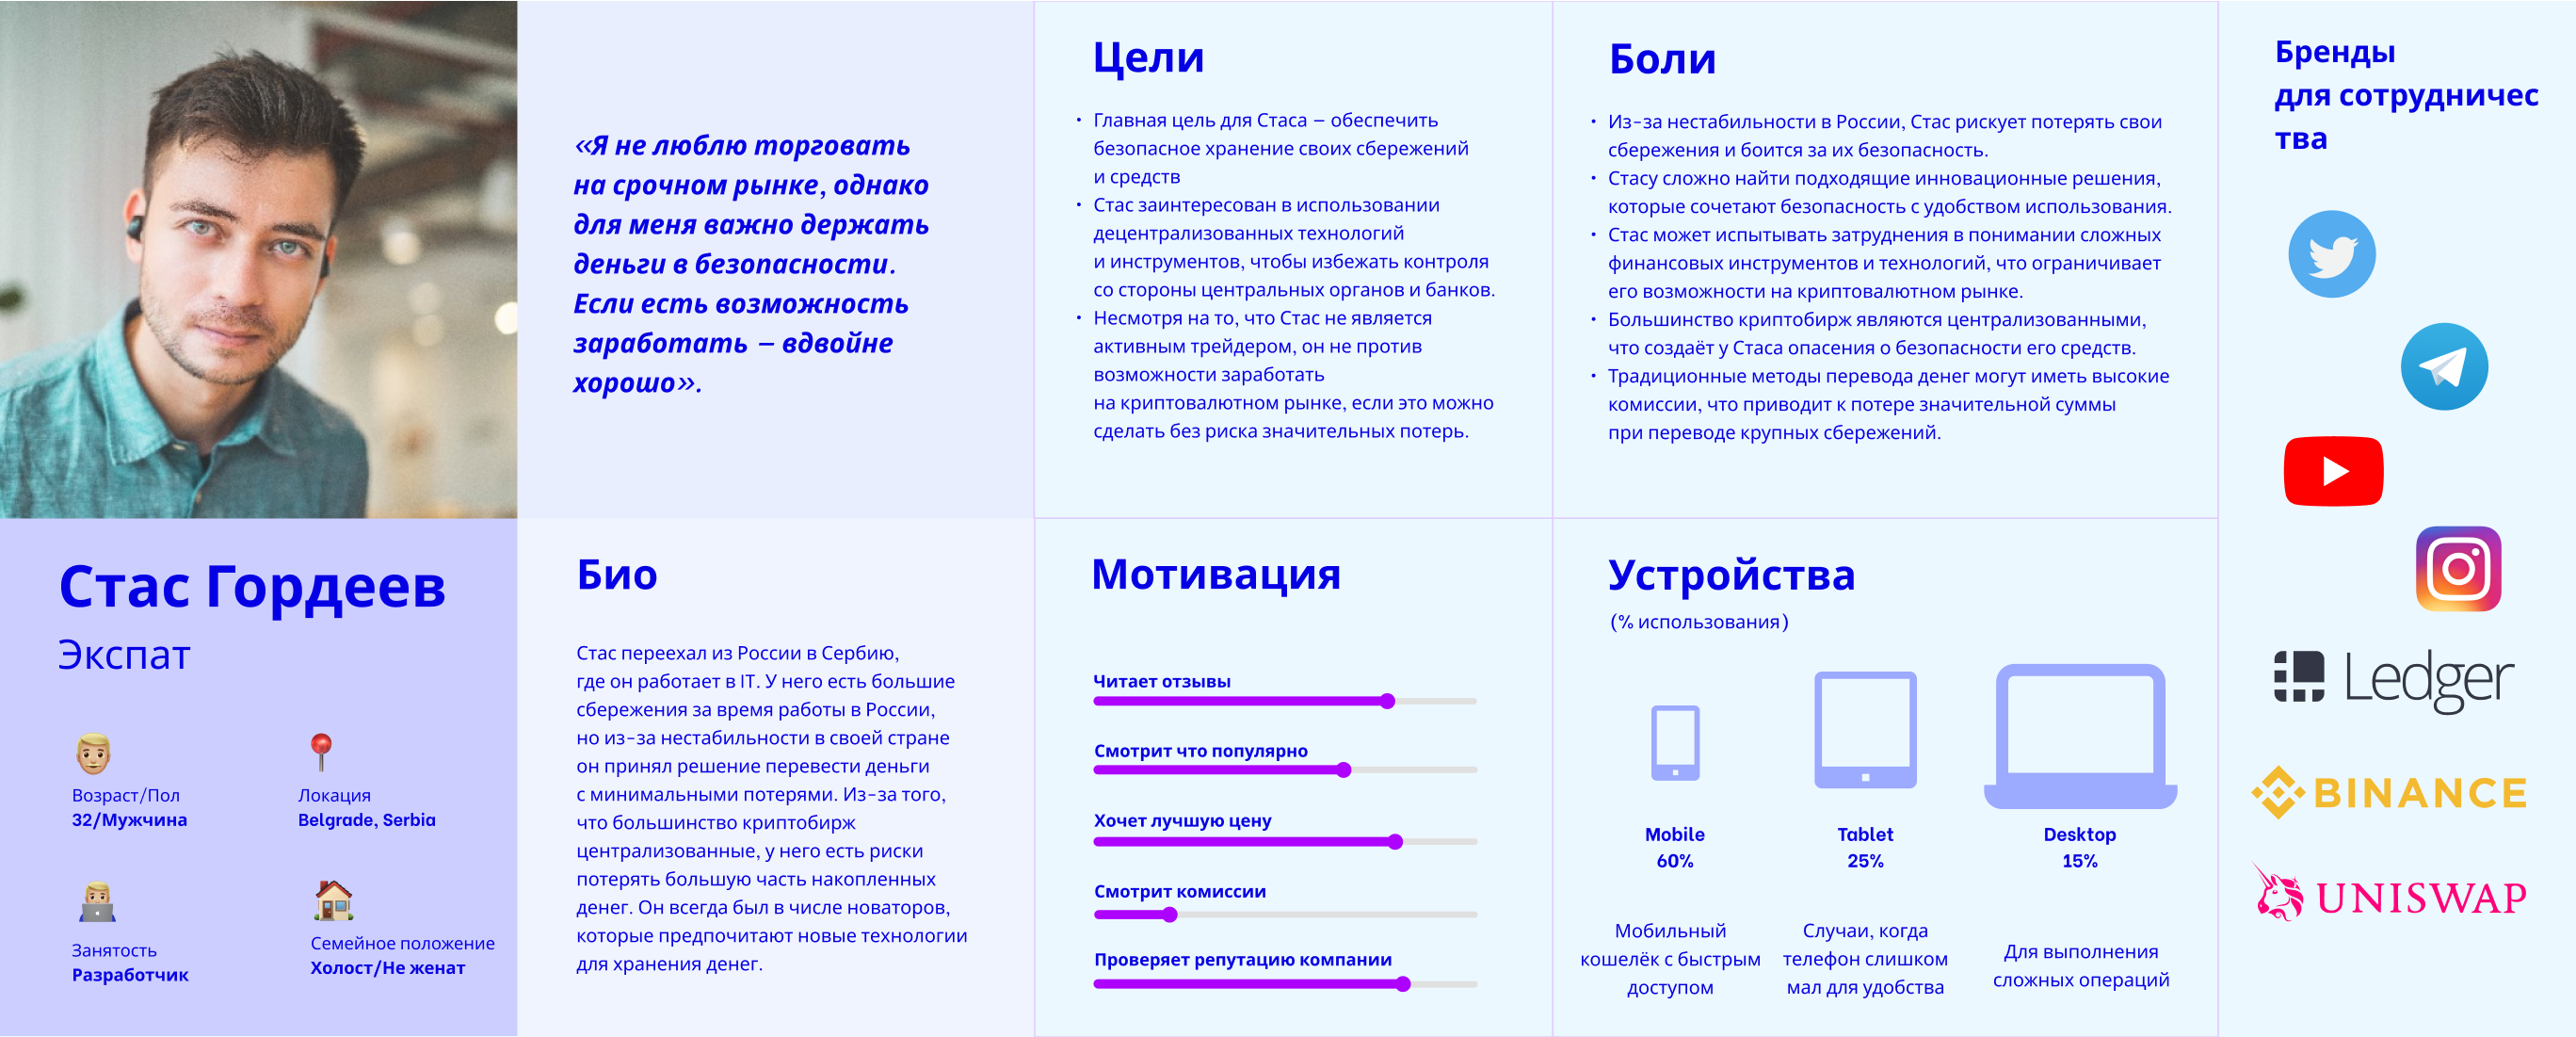 «Я не люблю торговать
на срочном рынке, однако
для меня важно держать
деньги в безопасности.
Если есть возможность
заработать – вдвойне
хорошо».
Цели
• Главная цель для Стаса – обеспечить
безопасное хранение своих сбережений
и средств
• Стас заинтересован в использовании
децентрализованных технологий
и инструментов, чтобы избежать контроля
со стороны центральных органов и банков.
• Несмотря на то, что Стас не является
активным трейдером, он не против
возможности заработать
на криптовалютном рынке, если это можно
сделать без риска значительных потерь.
Боли
• Из-за нестабильности в России, Стас рискует потерять свои
сбережения и боится за их безопасность.
• Стасу сложно найти подходящие инновационные решения,
которые сочетают безопасность с удобством использования.
• Стас может испытывать затруднения в понимании сложных
финансовых инструментов и технологий, что ограничивает
его возможности на криптовалютном рынке.
• Большинство криптобирж являются централизованными,
что создаёт у Стаса опасения о безопасности его средств.
• Традиционные методы перевода денег могут иметь высокие
комиссии, что приводит к потере значительной суммы
при переводе крупных сбережений.
Бренды
для сотрудничес
тва
Ledger
BINANCE
UNISWAP
Стас Гордеев
Экспат
Возраст/Пол
32/Мужчина
Локация
Belgrade, Serbia
Занятость
Разработчик
Семейное положение
Холост/Не женат
Био
Стас переехал из России в Сербию,
где он работает в IT. У него есть большие
сбережения за время работы в России,
но из-за нестабильности в своей стране
он принял решение перевести деньги
с минимальными потерями. Из-за того,
что большинство криптобирж
централизованные, у него есть риски
потерять большую часть накопленных
денег. Он всегда был в числе новаторов,
которые предпочитают новые технологии
для хранения денег.
Мотивация
Читает отзывы
Смотрит что популярно
Хочет лучшую цену
Смотрит комиссии
Проверяет репутацию компании
Устройства
(% использования)
Mobile
60%
Мобильный
кошелёк с быстрым
доступом
Tablet
25%
Случаи, когда
телефон слишком
мал для удобства
Desktop
15%
Для выполнения
сложных операций